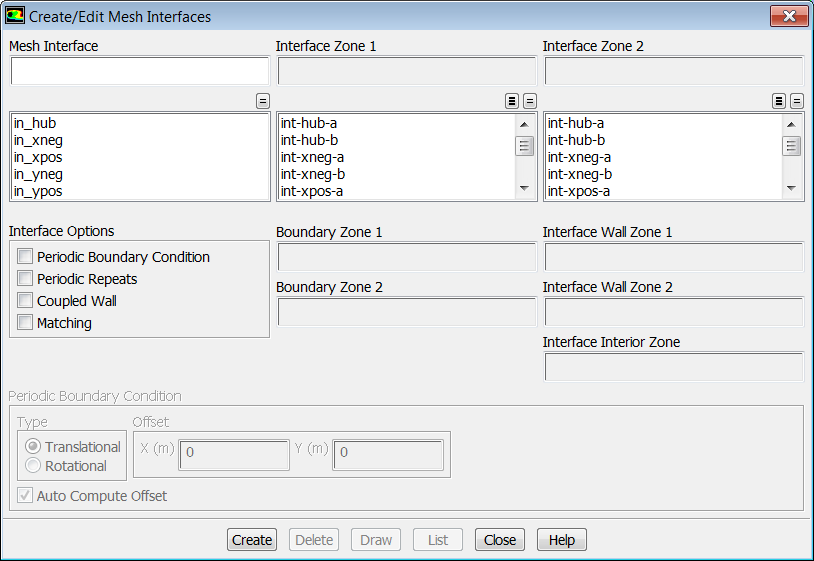 Create/Edit Mesh Interfaces
Mesh Interface
Interface Zone 1
Interface Zone 2
in_hub
in_xneg
in_xpos
in_yneg
in_ypos
int-hub-a
int-hub-b
int-xneg-a
int-xneg-b
int-xpos-a
int-hub-a
int-hub-b
int-xneg-a
int-xneg-b
int-xpos-a
Interface Options
Periodic Boundary Condition
Periodic Repeats
Coupled Wall
Matching
Boundary Zone 1
Boundary Zone 2
Interface Wall Zone 1
Interface Wall Zone 2
Interface Interior Zone
Periodic Boundary Condition
Type
Translational
Rotational
Offset
X (m) 0
Y (m) 0
Auto Compute Offset
Create Delete Draw List Close Help